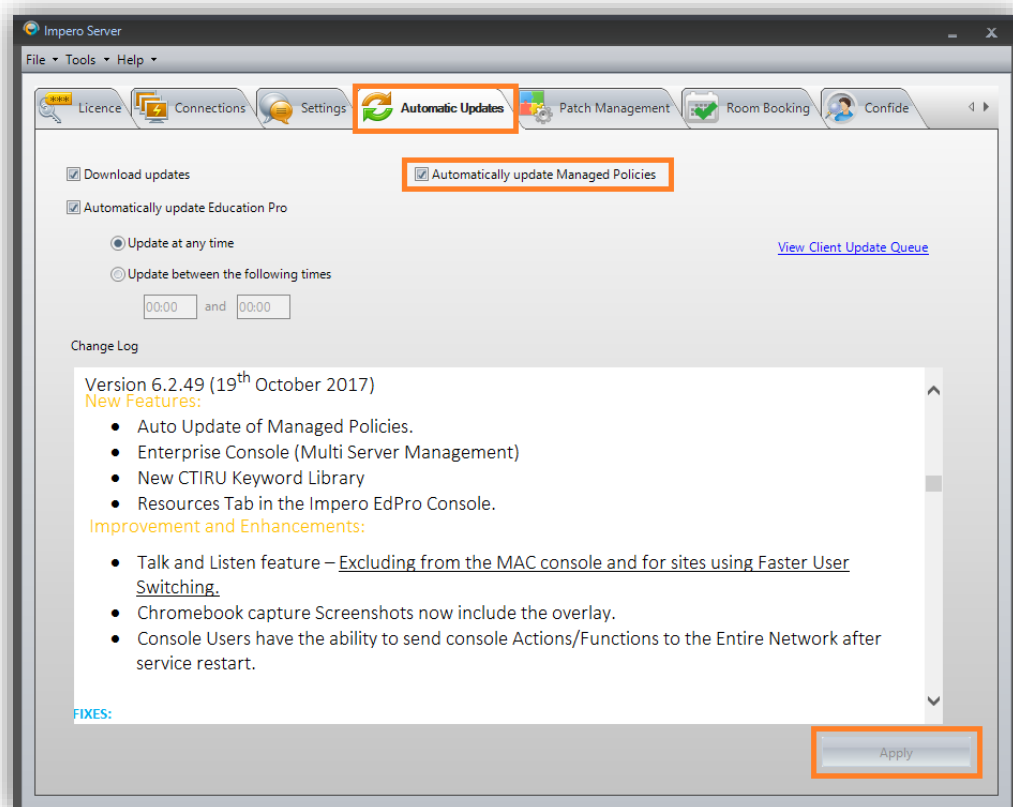 Impero Server
File Tools Help
*** Licence Connections Settings Automatic Updates Patch Management Room Booking Confide
Download updates Automatically update Managed Policies
Automatically update Education Pro
Update at any time
View Client Update Queue
Update between the following times
00:00 and 00:00
Change Log
Version 6.2.49 (19th October 2017)
New Features:
• Auto Update of Managed Policies.
• Enterprise Console (Multi Server Management)
• New CTIRU Keyword Library
• Resources Tab in the Impero EdPro Console.
Improvement and Enhancements:
• Talk and Listen feature – Excluding from the MAC console and for sites using Faster User
Switching.
• Chromebook capture Screenshots now include the overlay.
• Console Users have the ability to send console Actions/Functions to the Entire Network after
service restart.
FIXES:
Apply